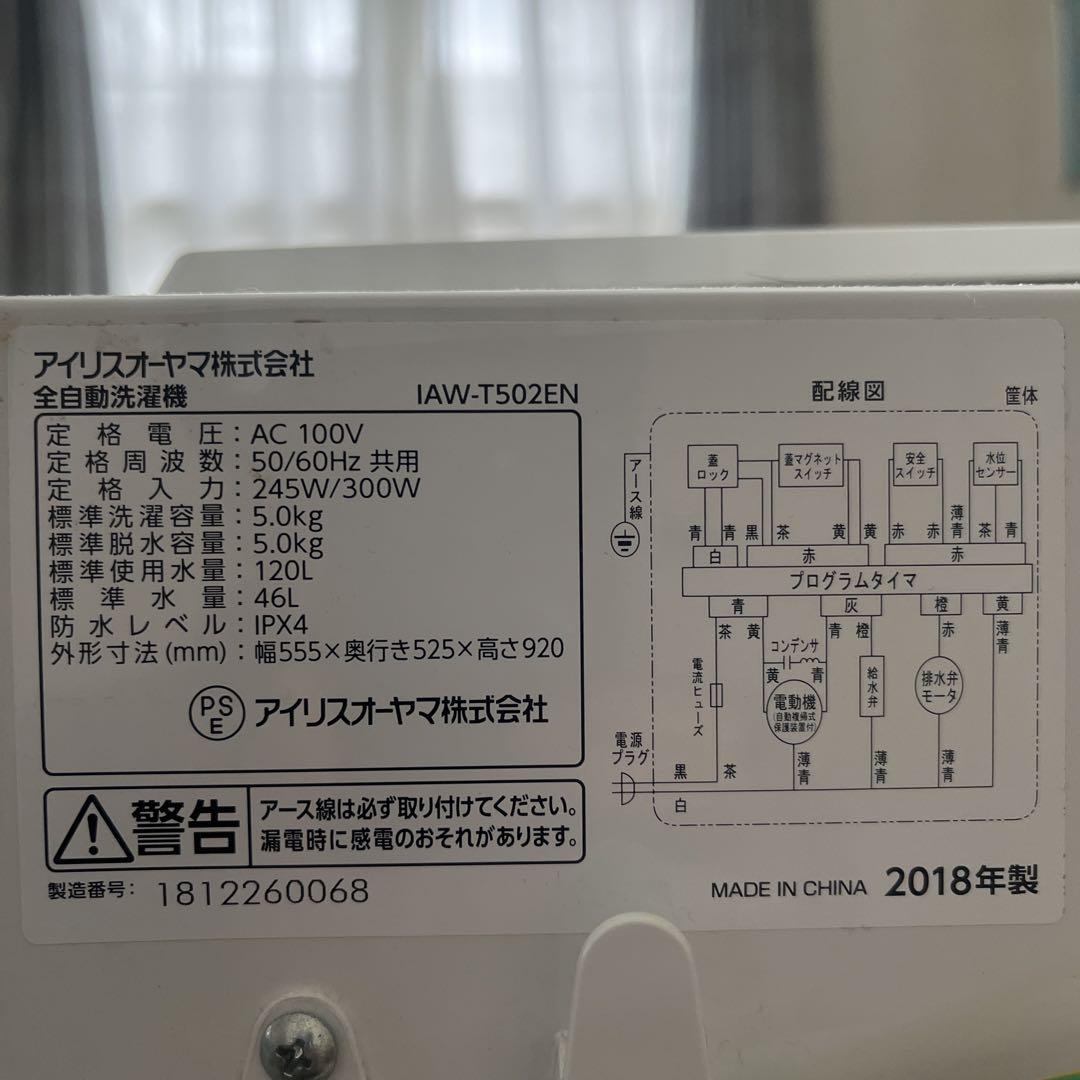 アイリスオーヤマ株式会社
全自動洗濯機 IAW-T502EN
定格電圧：AC 100V
定格周波数：50/60Hz 共用
定格入力：245W/300W
標準洗濯容量：5.0kg
標準脱水容量：5.0kg
標準使用水量：120L
標準水量：46L
防水レベル：IPX4
外形寸法(mm)：幅555×奥行き525×高さ920
PSE アイリスオーヤマ株式会社
警告
アース線は必ず取り付けてください。
漏電時に感電のおそれがあります。
製造番号：1812260068
配線図
筐体
アース線
蓋ロック
蓋マグネットスイッチ
安全スイッチ
水位センサー
青 青 黒 茶 黄 黄 赤 赤 薄青 茶 青
白 赤 赤
プログラムタイマ
青 灰 橙 黄
茶 黄 青 橙 赤 薄青
コンデンサ
黄 青
電流ヒューズ
電動機
(自動復帰式
保護装置付)
給水弁
排水弁モータ
電源プラグ
黒 茶 薄青 薄青 薄青
白
MADE IN CHINA 2018年製